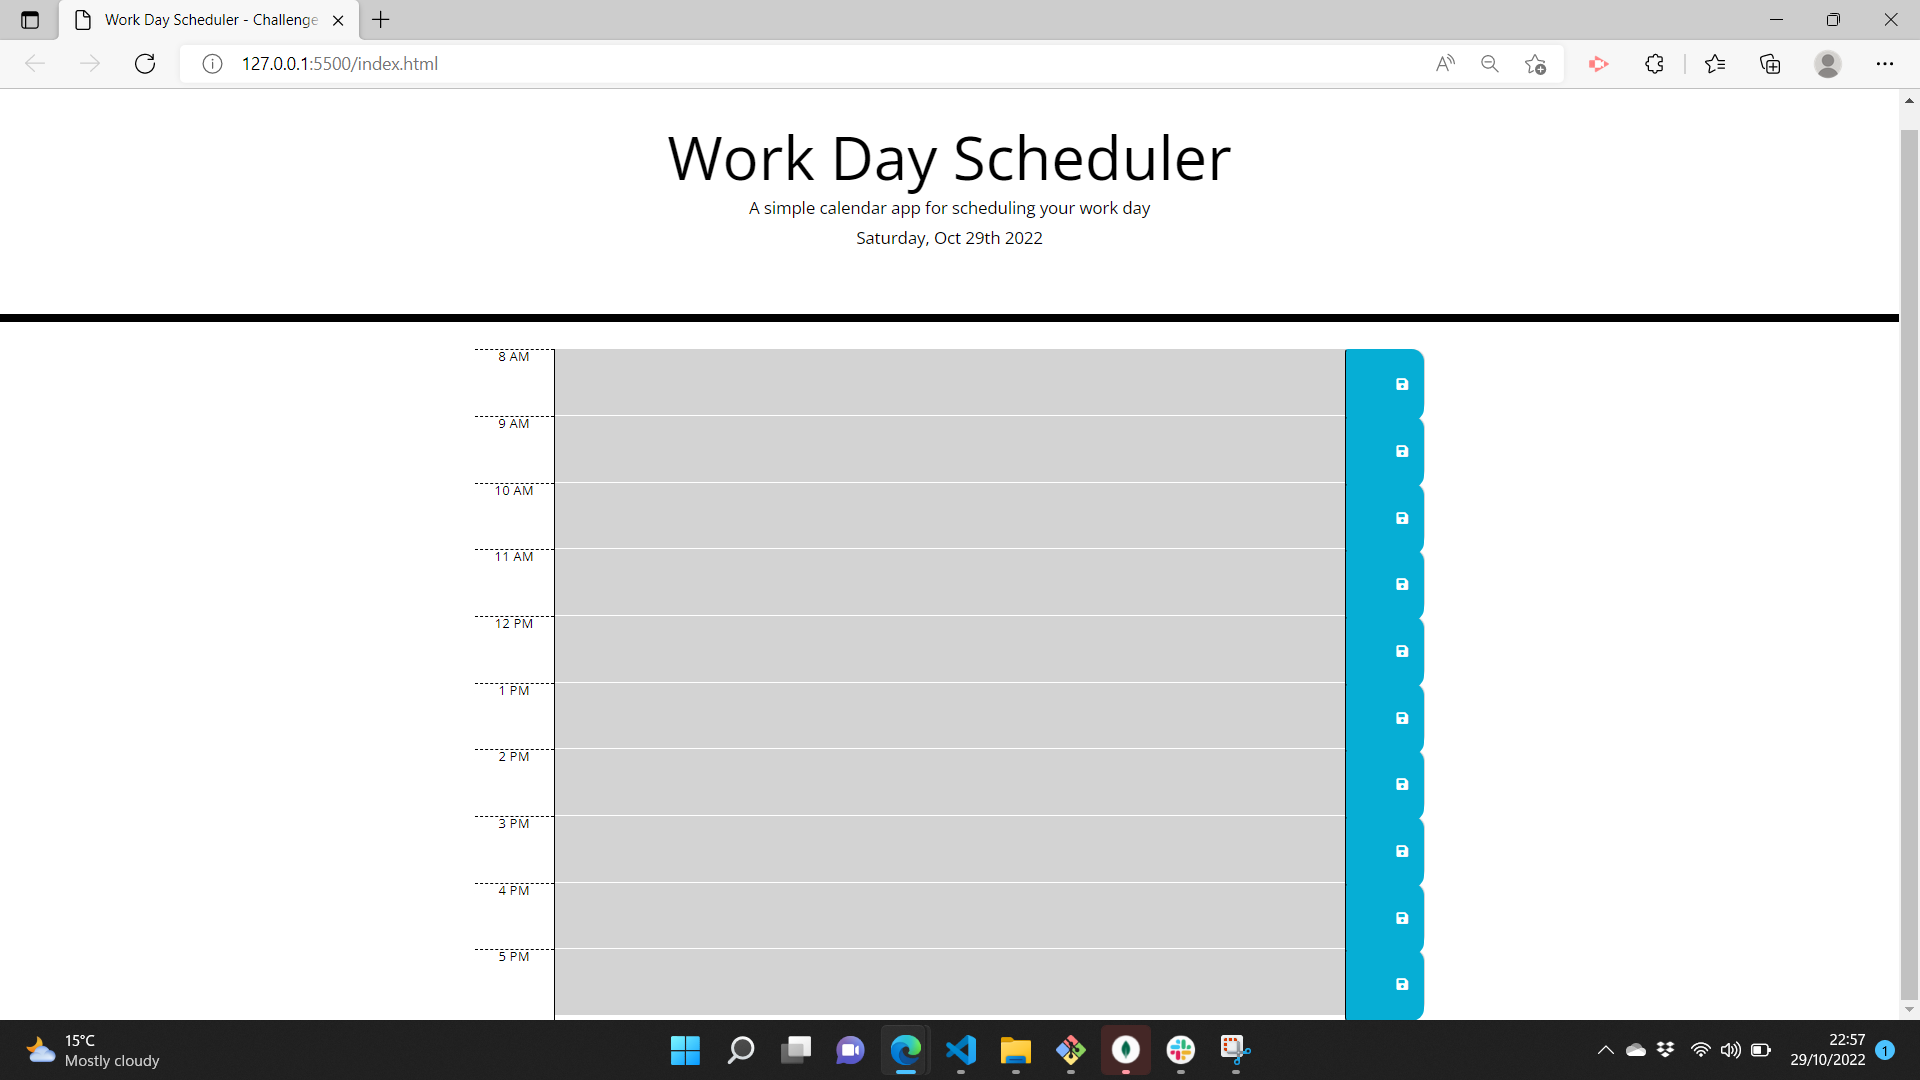 Work Day Scheduler - Challenge
127.0.0.1:5500/index.html
Work Day Scheduler
A simple calendar app for scheduling your work day
Saturday, Oct 29th 2022
8 AM
9 AM
10 AM
11 AM
12 PM
1 PM
2 PM
3 PM
4 PM
5 PM
15°C
Mostly cloudy
22:57
29/10/2022
1